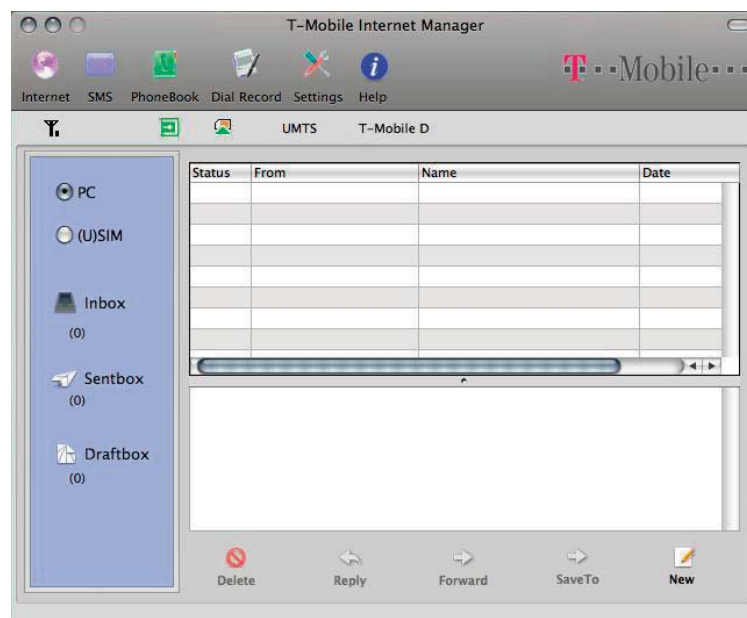 T-Mobile Internet Manager
Internet SMS PhoneBook Dial Record Settings Help
T··Mobile···
UMTS T-Mobile D
Status From Name Date
PC
(U)SIM
Inbox
(0)
Sentbox
(0)
Draftbox
(0)
Delete Reply Forward SaveTo New